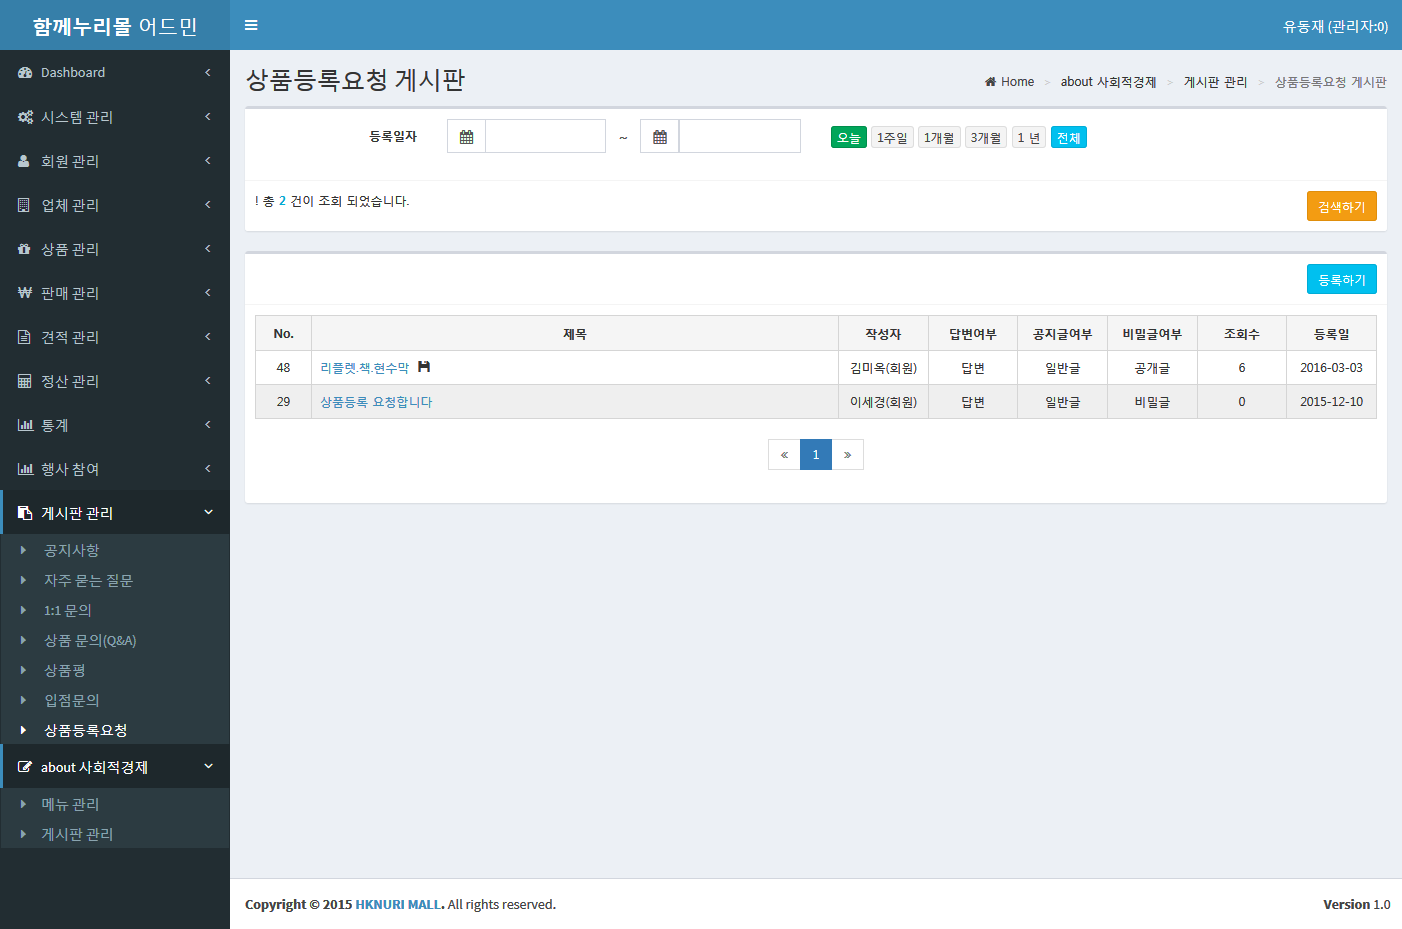 함께누리몰 어드민
유동재 (관리자:0)
Dashboard
시스템 관리
회원 관리
업체 관리
상품 관리
판매 관리
견적 관리
정산 관리
통계
행사 참여
게시판 관리
공지사항
자주 묻는 질문
1:1 문의
상품 문의(Q&A)
상품평
입점문의
상품등록요청
about 사회적경제
메뉴 관리
게시판 관리
상품등록요청 게시판
Home > about 사회적경제 > 게시판 관리 > 상품등록요청 게시판
등록일자 ~ 오늘 1주일 1개월 3개월 1 년 전체
! 총 2 건이 조회 되었습니다.
검색하기
등록하기
No. 제목 작성자 답변여부 공지글여부 비밀글여부 조회수 등록일
48 리플렛.책.현수막 김미옥(회원) 답변 일반글 공개글 6 2016-03-03
29 상품등록 요청합니다 이세경(회원) 답변 일반글 비밀글 0 2015-12-10
« 1 »
Copyright © 2015 HKNURI MALL. All rights reserved.
Version 1.0